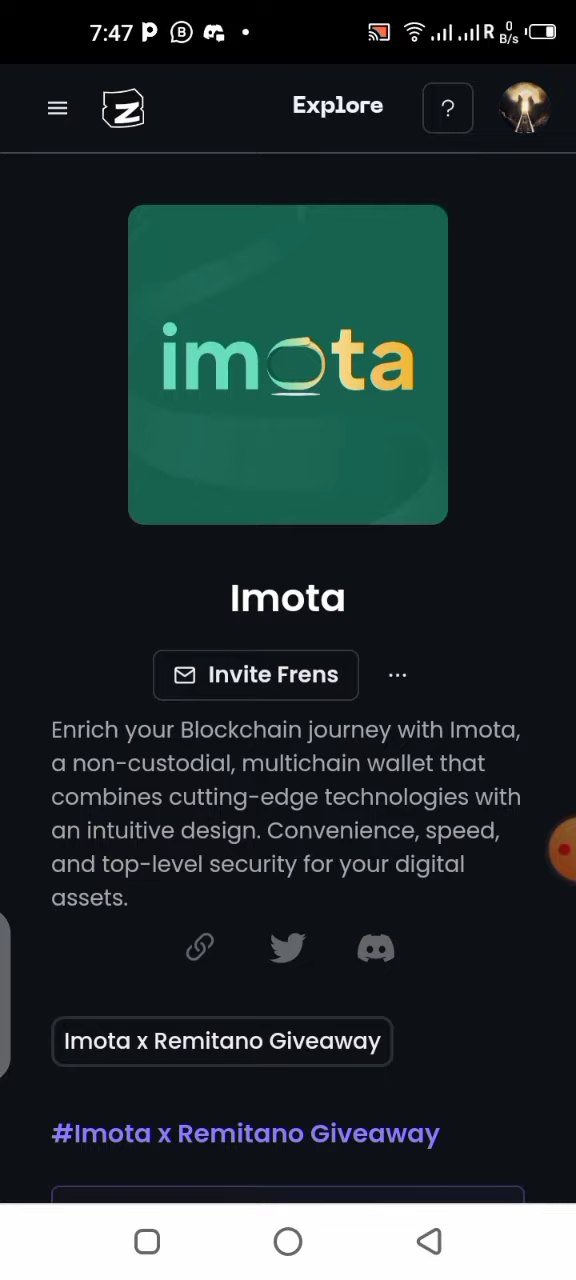 7:47
R 0 B/s
Explore
?
imota
Imota
Invite Frens
Enrich your Blockchain journey with Imota,
a non-custodial, multichain wallet that
combines cutting-edge technologies with
an intuitive design. Convenience, speed,
and top-level security for your digital
assets.
Imota x Remitano Giveaway
#Imota x Remitano Giveaway